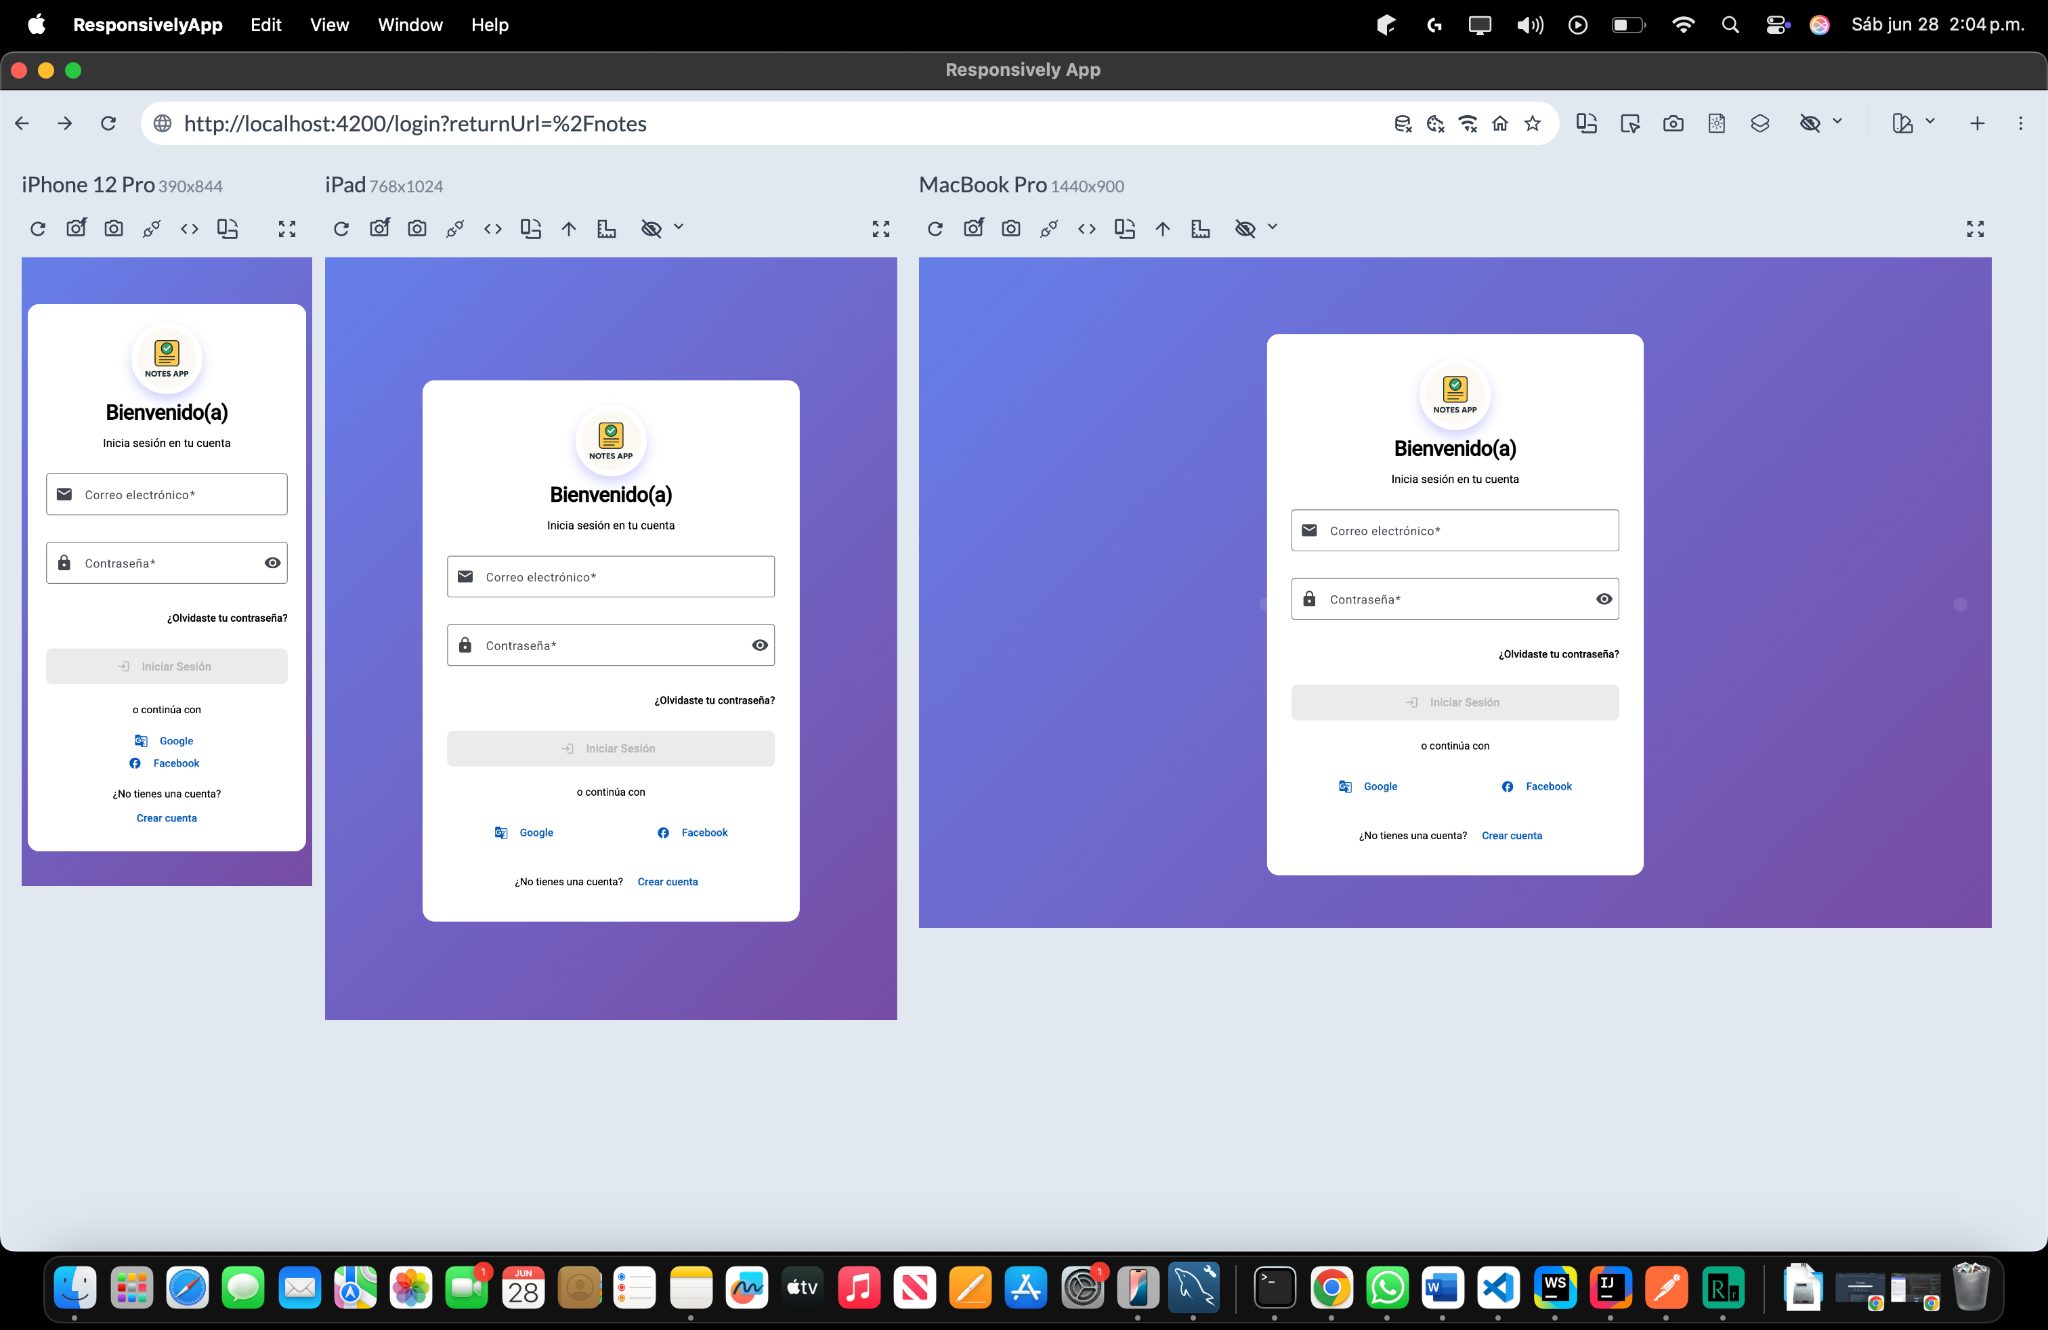 ResponsivelyApp Edit View Window Help Sáb jun 28 2:04 p.m.
Responsively App
http://localhost:4200/login?returnUrl=%2Fnotes
iPhone 12 Pro 390x844
NOTES APP
Bienvenido(a)
Inicia sesión en tu cuenta
Correo electrónico*
Contraseña*
¿Olvidaste tu contraseña?
Iniciar Sesión
o continúa con
Google
Facebook
¿No tienes una cuenta?
Crear cuenta
iPad 768x1024
NOTES APP
Bienvenido(a)
Inicia sesión en tu cuenta
Correo electrónico*
Contraseña*
¿Olvidaste tu contraseña?
Iniciar Sesión
o continúa con
Google Facebook
¿No tienes una cuenta? Crear cuenta
MacBook Pro 1440x900
NOTES APP
Bienvenido(a)
Inicia sesión en tu cuenta
Correo electrónico*
Contraseña*
¿Olvidaste tu contraseña?
Iniciar Sesión
o continúa con
Google Facebook
¿No tienes una cuenta? Crear cuenta
1
JUN
28
tv
1
W
WS
IJ
Rr